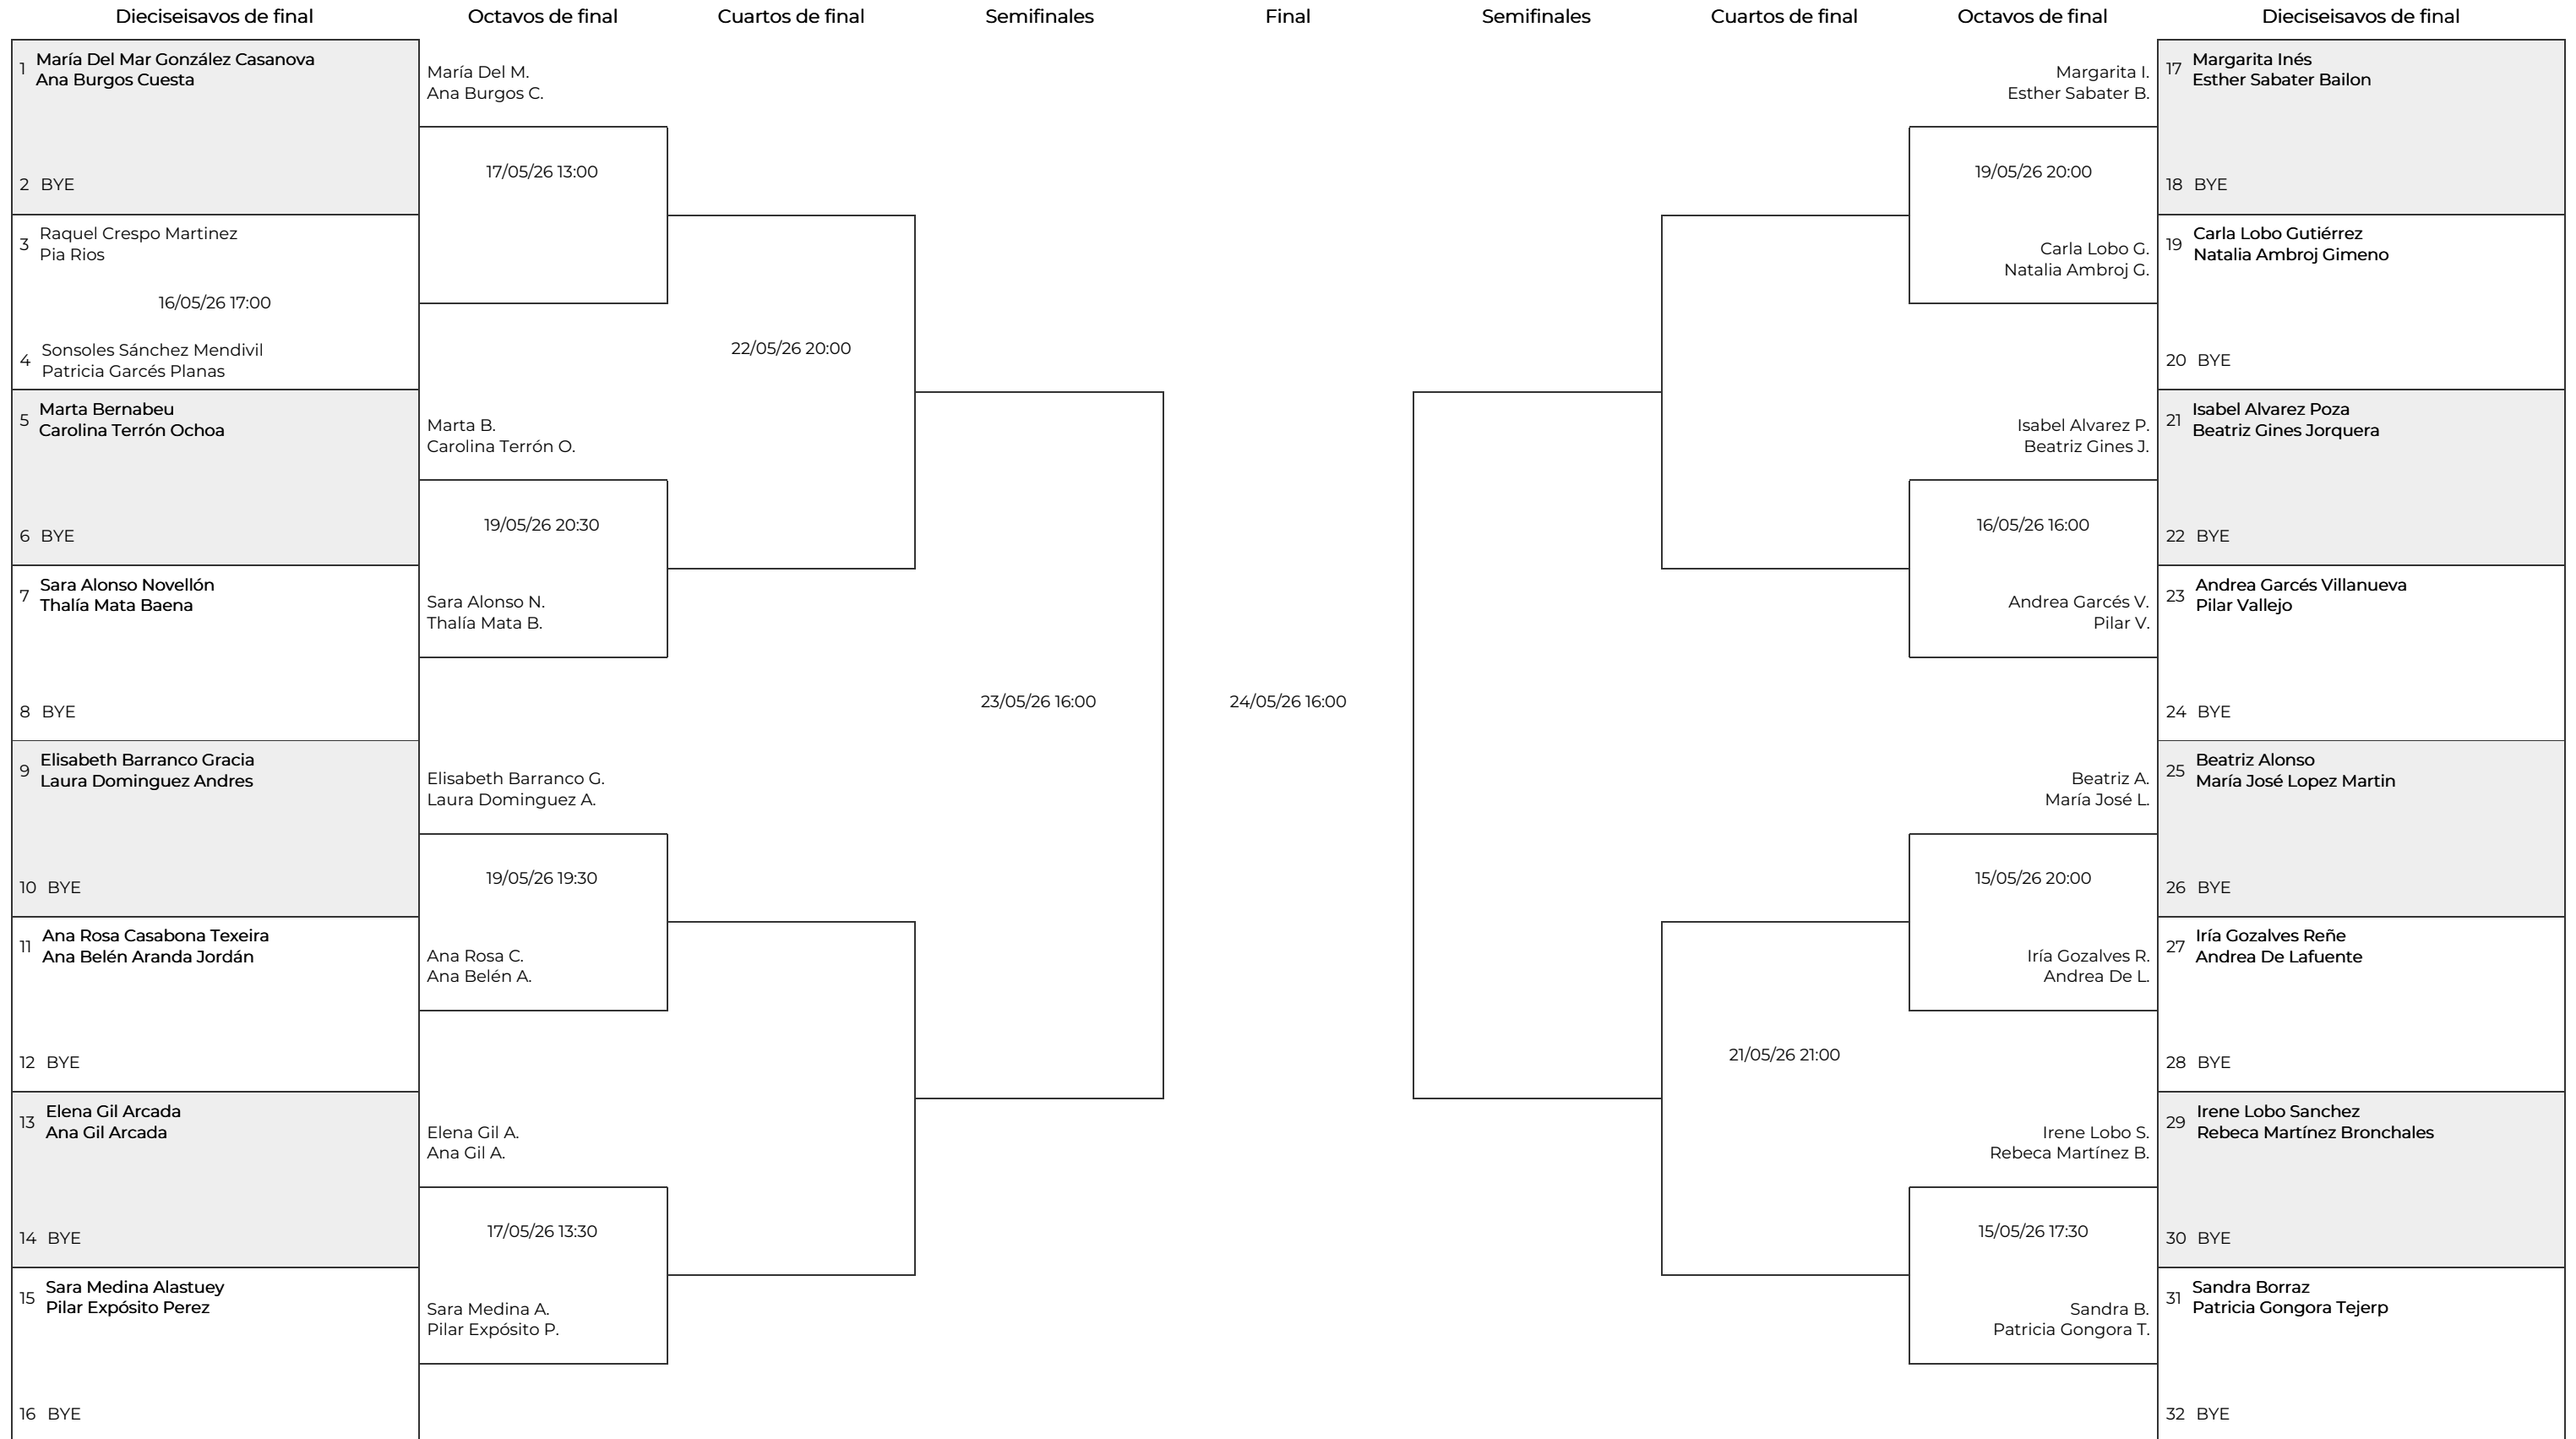 Dieciseisavos de final
Octavos de final
Cuartos de final
Semifinales
Final
Semifinales
Cuartos de final
Octavos de final
Dieciseisavos de final
1
María Del Mar González Casanova
Ana Burgos Cuesta
2 BYE
3
Raquel Crespo Martinez
Pia Rios
16/05/26 17:00
4
Sonsoles Sánchez Mendivil
Patricia Garcés Planas
5
Marta Bernabeu
Carolina Terrón Ochoa
6 BYE
7
Sara Alonso Novellón
Thalía Mata Baena
8 BYE
9
Elisabeth Barranco Gracia
Laura Dominguez Andres
10 BYE
11
Ana Rosa Casabona Texeira
Ana Belén Aranda Jordán
12 BYE
13
Elena Gil Arcada
Ana Gil Arcada
14 BYE
15
Sara Medina Alastuey
Pilar Expósito Perez
16 BYE
María Del M.
Ana Burgos C.
17/05/26 13:00
Marta B.
Carolina Terrón O.
19/05/26 20:30
Sara Alonso N.
Thalía Mata B.
Elisabeth Barranco G.
Laura Dominguez A.
19/05/26 19:30
Ana Rosa C.
Ana Belén A.
Elena Gil A.
Ana Gil A.
17/05/26 13:30
Sara Medina A.
Pilar Expósito P.
22/05/26 20:00
23/05/26 16:00
24/05/26 16:00
21/05/26 21:00
Margarita I.
Esther Sabater B.
19/05/26 20:00
Carla Lobo G.
Natalia Ambroj G.
Isabel Alvarez P.
Beatriz Gines J.
16/05/26 16:00
Andrea Garcés V.
Pilar V.
Beatriz A.
María José L.
15/05/26 20:00
Iría Gozalves R.
Andrea De L.
Irene Lobo S.
Rebeca Martínez B.
15/05/26 17:30
Sandra B.
Patricia Gongora T.
17
Margarita Inés
Esther Sabater Bailon
18 BYE
19
Carla Lobo Gutiérrez
Natalia Ambroj Gimeno
20 BYE
21
Isabel Alvarez Poza
Beatriz Gines Jorquera
22 BYE
23
Andrea Garcés Villanueva
Pilar Vallejo
24 BYE
25
Beatriz Alonso
María José Lopez Martin
26 BYE
27
Iría Gozalves Reñe
Andrea De Lafuente
28 BYE
29
Irene Lobo Sanchez
Rebeca Martínez Bronchales
30 BYE
31
Sandra Borraz
Patricia Gongora Tejerp
32 BYE